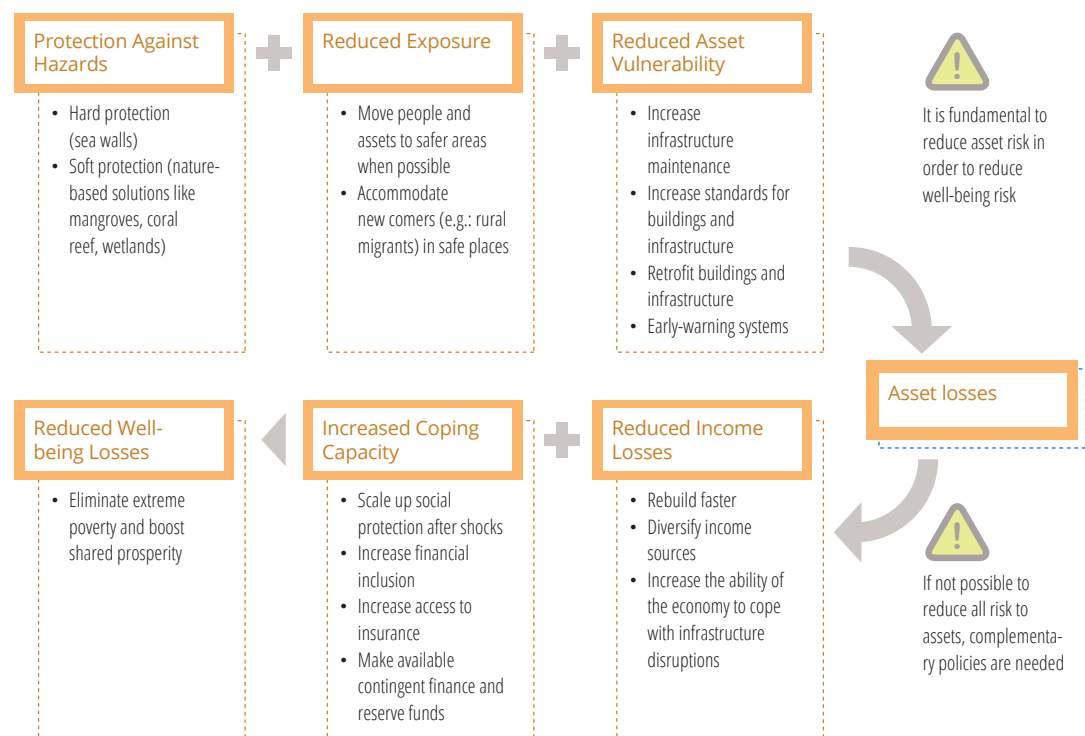 Protection Against
Hazards
• Hard protection
(sea walls)
• Soft protection (nature-
based solutions like
mangroves, coral
reef, wetlands)
Reduced Exposure
• Move people and
assets to safer areas
when possible
• Accommodate
new comers (e.g.: rural
migrants) in safe places
Reduced Asset
Vulnerability
• Increase
infrastructure
maintenance
• Increase standards for
buildings and
infrastructure
• Retrofit buildings and
infrastructure
• Early-warning systems
!
It is fundamental to
reduce asset risk in
order to reduce
well-being risk
Asset losses
Reduced Well-
being Losses
• Eliminate extreme
poverty and boost
shared prosperity
Increased Coping
Capacity
• Scale up social
protection after shocks
• Increase financial
inclusion
• Increase access to
insurance
• Make available
contingent finance and
reserve funds
Reduced Income
Losses
• Rebuild faster
• Diversify income
sources
• Increase the ability of
the economy to cope
with infrastructure
disruptions
!
If not possible to
reduce all risk to
assets, complementa-
ry policies are needed